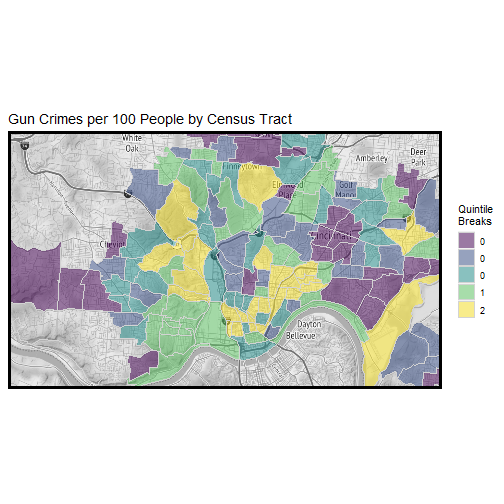 Gun Crimes per 100 People by Census Tract
White
Oak
Finneytown
Amberley
Deer
Park
Elmwood
Place
Golf
Manor
Cheviot
Cincinnati
Dayton
Bellevue
Quintile
Breaks
0
0
0
1
2